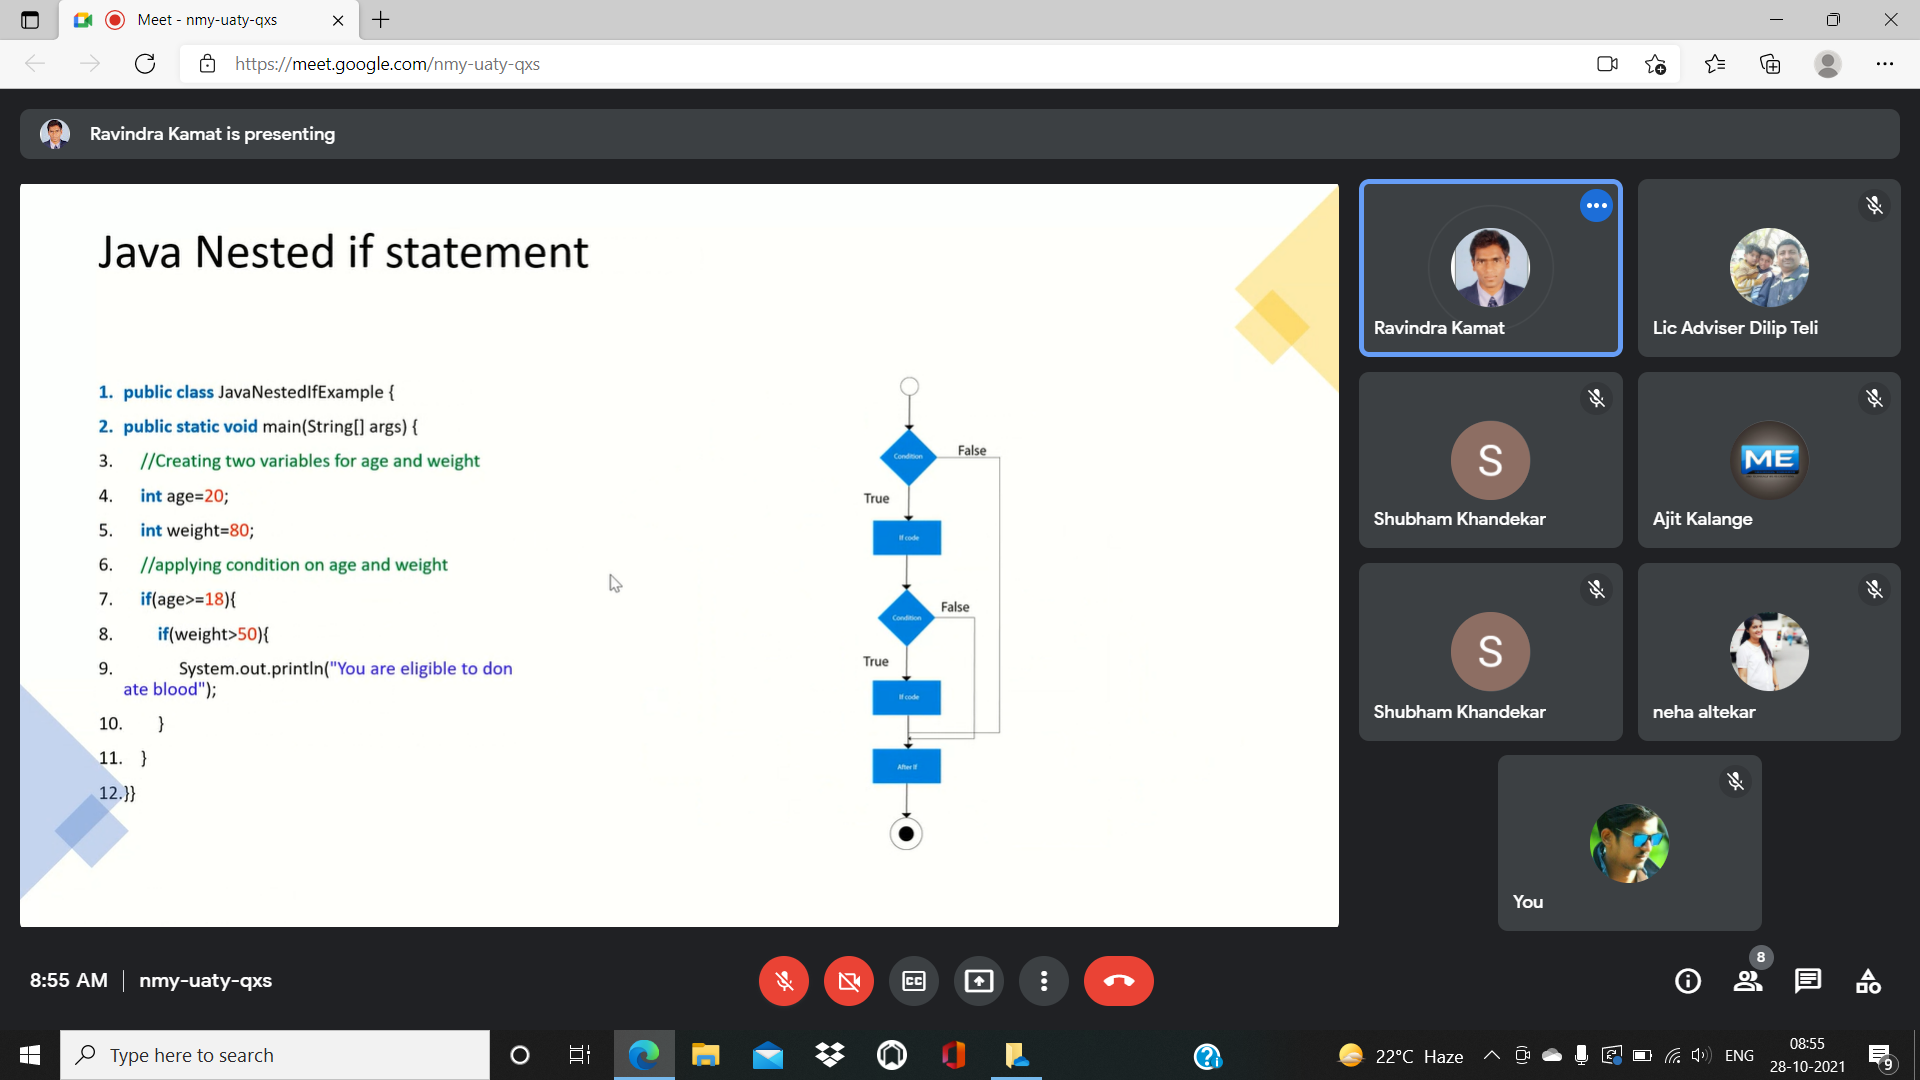 Meet - nmy-uaty-qxs
https://meet.google.com/nmy-uaty-qxs
Ravindra Kamat is presenting
Java Nested if statement
1. public class JavaNestedIfExample {
2. public static void main(String[] args) {
3. //Creating two variables for age and weight
4. int age=20;
5. int weight=80;
6. //applying condition on age and weight
7. if(age>=18){
8. if(weight>50){
9. System.out.println("You are eligible to don
ate blood");
10. }
11. }
12.}}
Condition
False
True
If code
Condition
False
True
If code
After if
Ravindra Kamat
Lic Adviser Dilip Teli
S
Shubham Khandekar
ME
Ajit Kalange
S
Shubham Khandekar
neha altekar
You
8:55 AM
nmy-uaty-qxs
CC
8
Type here to search
22°C Haze
ENG
08:55
28-10-2021
9